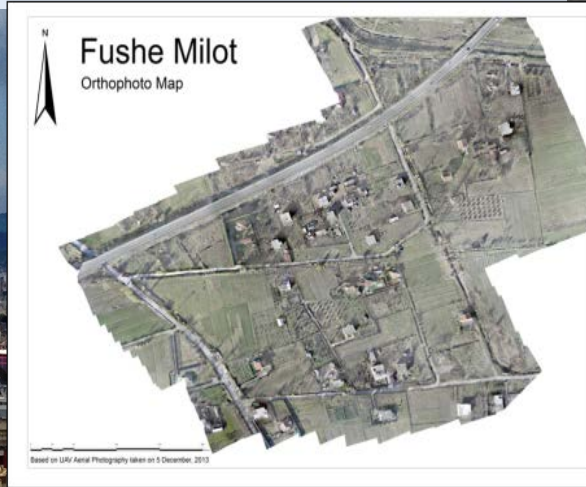 N
Fushe Milot
Orthophoto Map
Based on UAV Aerial Photography taken on 5 December, 2013